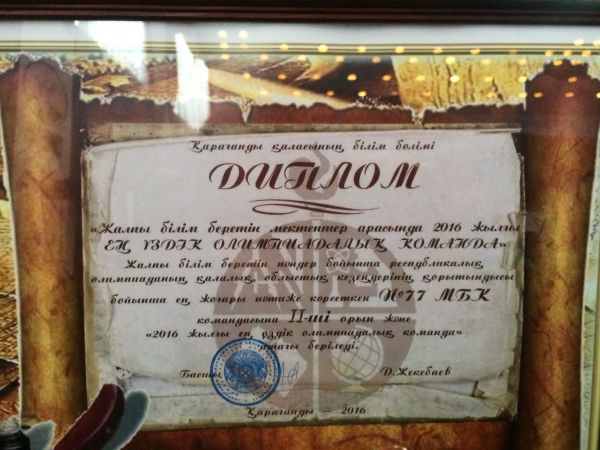 Қарағанды қаласының білім бөлімі
ДИПЛОМ
«Жалпы білім беретін мектептер арасында 2016 жылғы
ЕҢ ҮЗДІК ОЛИМПИАДАЛЫҚ КОМАНДА»
Жалпы білім беретін пәндер бойынша республикалық
олимпиаданың қалалық, облыстық кезеңдерінің қорытындысы
бойынша ең жоғары нәтиже көрсеткен №77 МБК
командасына II-ші орын және
«2016 жылғы ең үздік олимпиадалық команда»
атағы беріледі.
Басшы Д.Жекебаев
Қарағанды — 2016